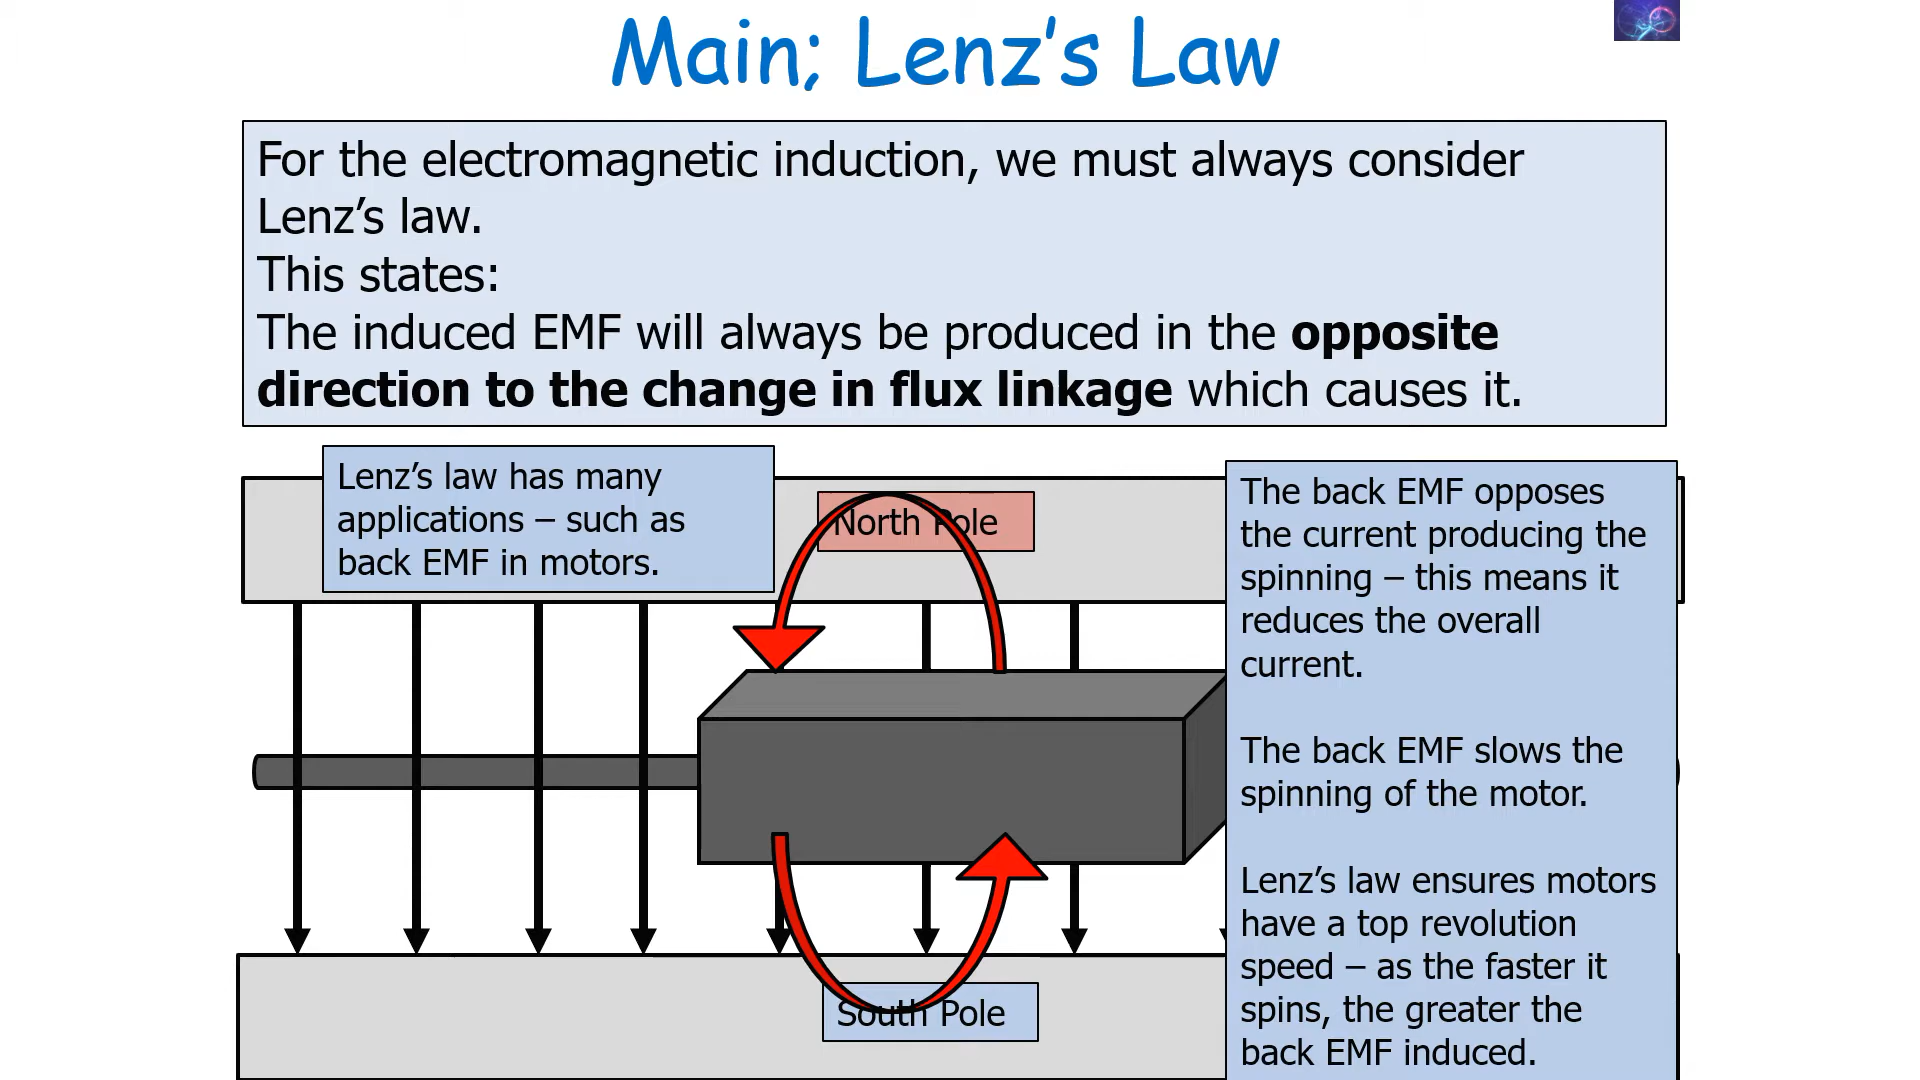 Main; Lenz’s Law
For the electromagnetic induction, we must always consider
Lenz’s law.
This states:
The induced EMF will always be produced in the opposite
direction to the change in flux linkage which causes it.
Lenz’s law has many
applications – such as
back EMF in motors.
North Pole
The back EMF opposes
the current producing the
spinning – this means it
reduces the overall
current.
The back EMF slows the
spinning of the motor.
Lenz’s law ensures motors
have a top revolution
speed – as the faster it
spins, the greater the
back EMF induced.
South Pole